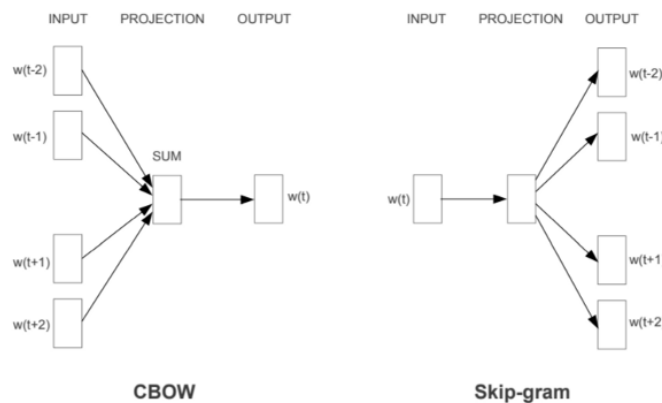 INPUT PROJECTION OUTPUT
w(t-2)
w(t-1)
SUM
w(t)
w(t+1)
w(t+2)
CBOW
INPUT PROJECTION OUTPUT
w(t-2)
w(t-1)
w(t)
w(t+1
w(t+2
Skip-gram